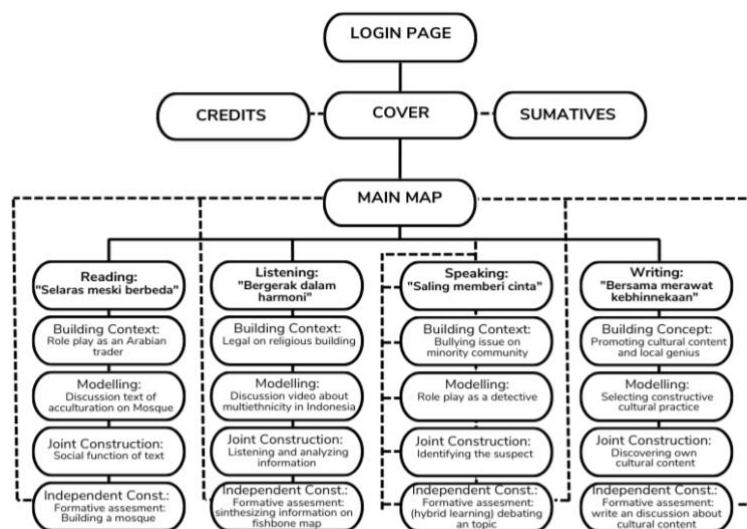 LOGIN PAGE
CREDITS
COVER
SUMATIVES
MAIN MAP
Reading:
"Selaras meski berbeda"
Building Context:
Role play as an Arabian
trader
Modelling:
Discussion text of
acculturation on Mosque
Joint Construction:
Social function of text
Independent Const.:
Formative assesment:
Building a mosque
Listening:
"Bergerak dalam
harmoni"
Building Context:
Legal on religious building
Modelling:
Discussion video about
multiethnicity in Indonesia
Joint Construction:
Listening and analyzing
information
Independent Const.:
Formative assesment:
sinthesizing information on
fishbone map
Speaking:
"Saling memberi cinta"
Building Context:
Bullying issue on
minority community
Modelling:
Role play as a detective
Joint Construction:
Identifying the suspect
Independent Const.:
Formative assesment:
(hybrid learning) debating
an topic
Writing:
"Bersama merawat
kebhinnekaan"
Building Concept:
Promoting cultural content
and local genius
Modelling:
Selecting constructive
cultural practice
Joint Construction:
Discovering own
cultural content
Independent Const.:
Formative assesment:
write an discussion about
cultural content